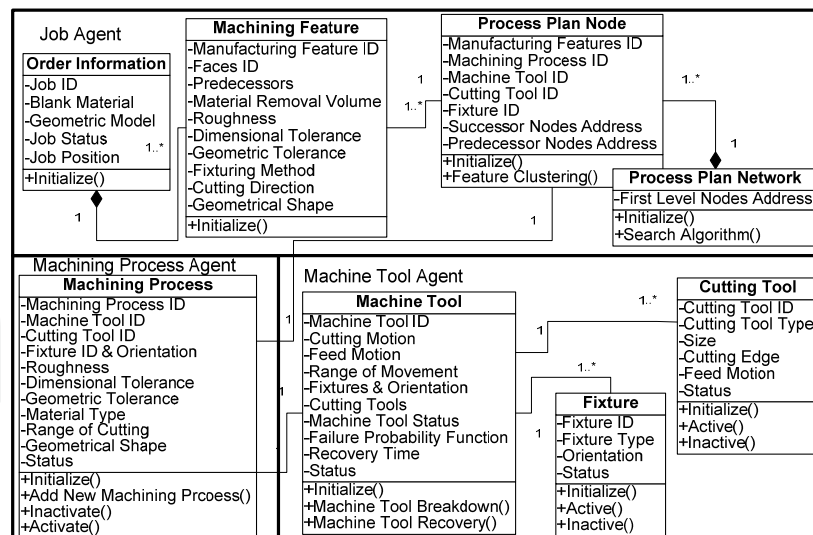 Job Agent
Order Information
-Job ID
-Blank Material
-Geometric Model
-Job Status
-Job Position
+Initialize()
1..*
1
Machining Feature
-Manufacturing Feature ID
-Faces ID
-Predecessors
-Material Removal Volume
-Roughness
-Dimensional Tolerance
-Geometric Tolerance
-Fixturing Method
-Cutting Direction
-Geometrical Shape
+Initialize()
1
1..*
Process Plan Node
-Manufacturing Features ID
-Machining Process ID
-Machine Tool ID
-Cutting Tool ID
-Fixture ID
-Successor Nodes Address
-Predecessor Nodes Address
+Initialize()
+Feature Clustering()
1..*
1
Process Plan Network
-First Level Nodes Address
+Initialize()
+Search Algorithm()
1
Machining Process Agent
Machining Process
-Machining Process ID
-Machine Tool ID
-Cutting Tool ID
-Fixture ID & Orientation
-Roughness
-Dimensional Tolerance
-Geometric Tolerance
-Material Type
-Range of Cutting
-Geometrical Shape
-Status
+Initialize()
+Add New Machining Prcoess()
+Inactivate()
+Activate()
1
1
Machine Tool Agent
Machine Tool
-Machine Tool ID
-Cutting Motion
-Feed Motion
-Range of Movement
-Fixtures & Orientation
-Cutting Tools
-Machine Tool Status
-Failure Probability Function
-Recovery Time
-Status
+Initialize()
+Machine Tool Breakdown()
+Machine Tool Recovery()
1
1..*
1..*
1
Fixture
-Fixture ID
-Fixture Type
-Orientation
-Status
+Initialize()
+Active()
+Inactive()
Cutting Tool
-Cutting Tool ID
-Cutting Tool Type
-Size
-Cutting Edge
-Feed Motion
-Status
+Initialize()
+Active()
+Inactive()